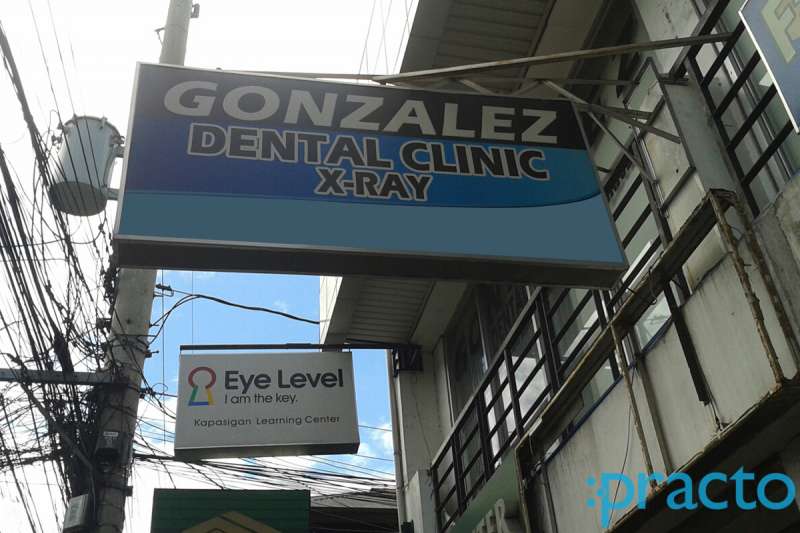 GONZALEZ
DENTAL CLINIC
X-RAY
Eye Level
I am the key.
Kapasigan Learning Center
:practo